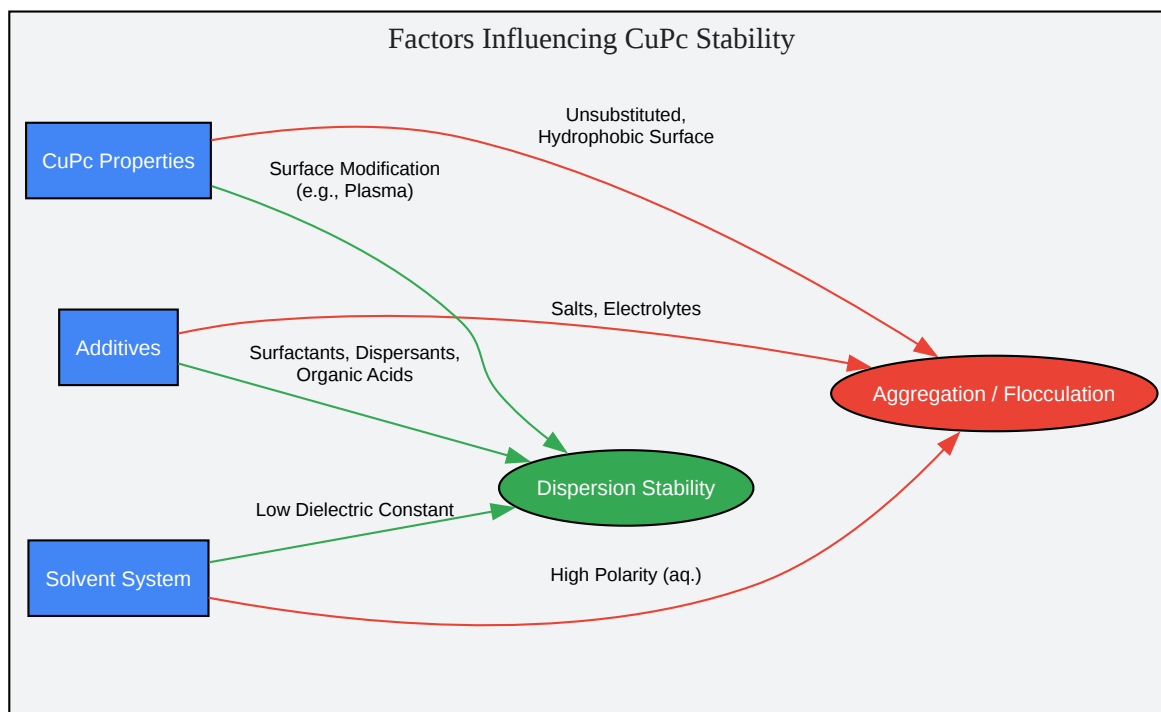 Factors Influencing CuPc Stability
Unsubstituted,
Hydrophobic Surface
CuPc Properties
Surface Modification
(e.g., Plasma)
Salts, Electrolytes
Additives
Surfactants, Dispersants,
Organic Acids
Aggregation / Flocculation
Dispersion Stability
Low Dielectric Constant
Solvent System
High Polarity (aq.)